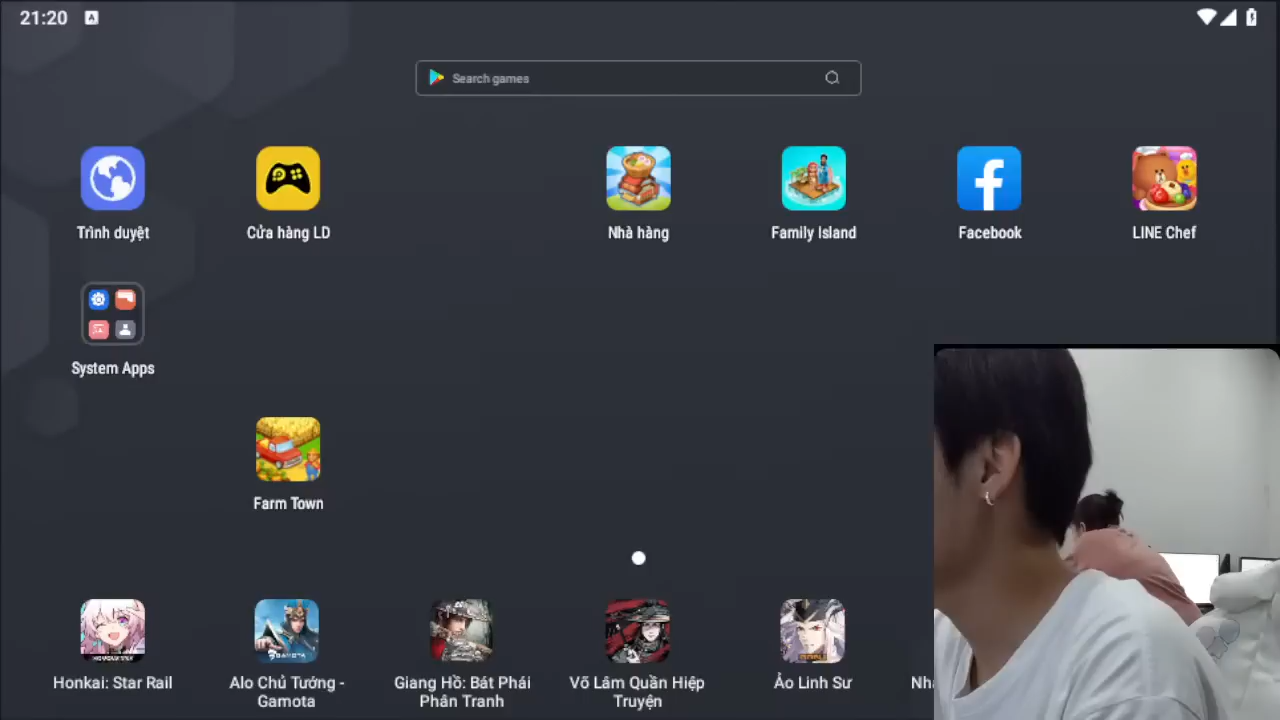 21:20
Search games
Trình duyệt
Cửa hàng LD
Nhà hàng
Family Island
Facebook
LINE Chef
System Apps
Farm Town
Honkai: Star Rail
Alo Chủ Tướng -
Gamota
Giang Hồ: Bát Phái
Phân Tranh
Võ Lâm Quần Hiệp
Truyện
Ảo Linh Sư